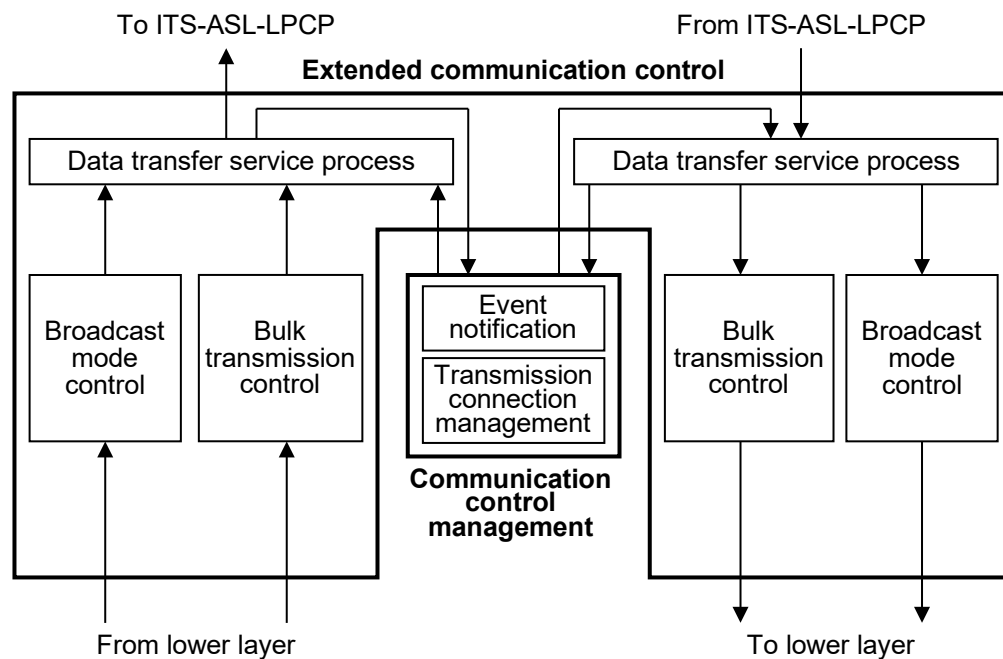 To ITS-ASL-LPCP
From ITS-ASL-LPCP
Extended communication control
Data transfer service process
Data transfer service process
Broadcast
mode
control
Bulk
transmission
control
Event
notification
Transmission
connection
management
Communication
control
management
Bulk
transmission
control
Broadcast
mode
control
From lower layer
To lower layer